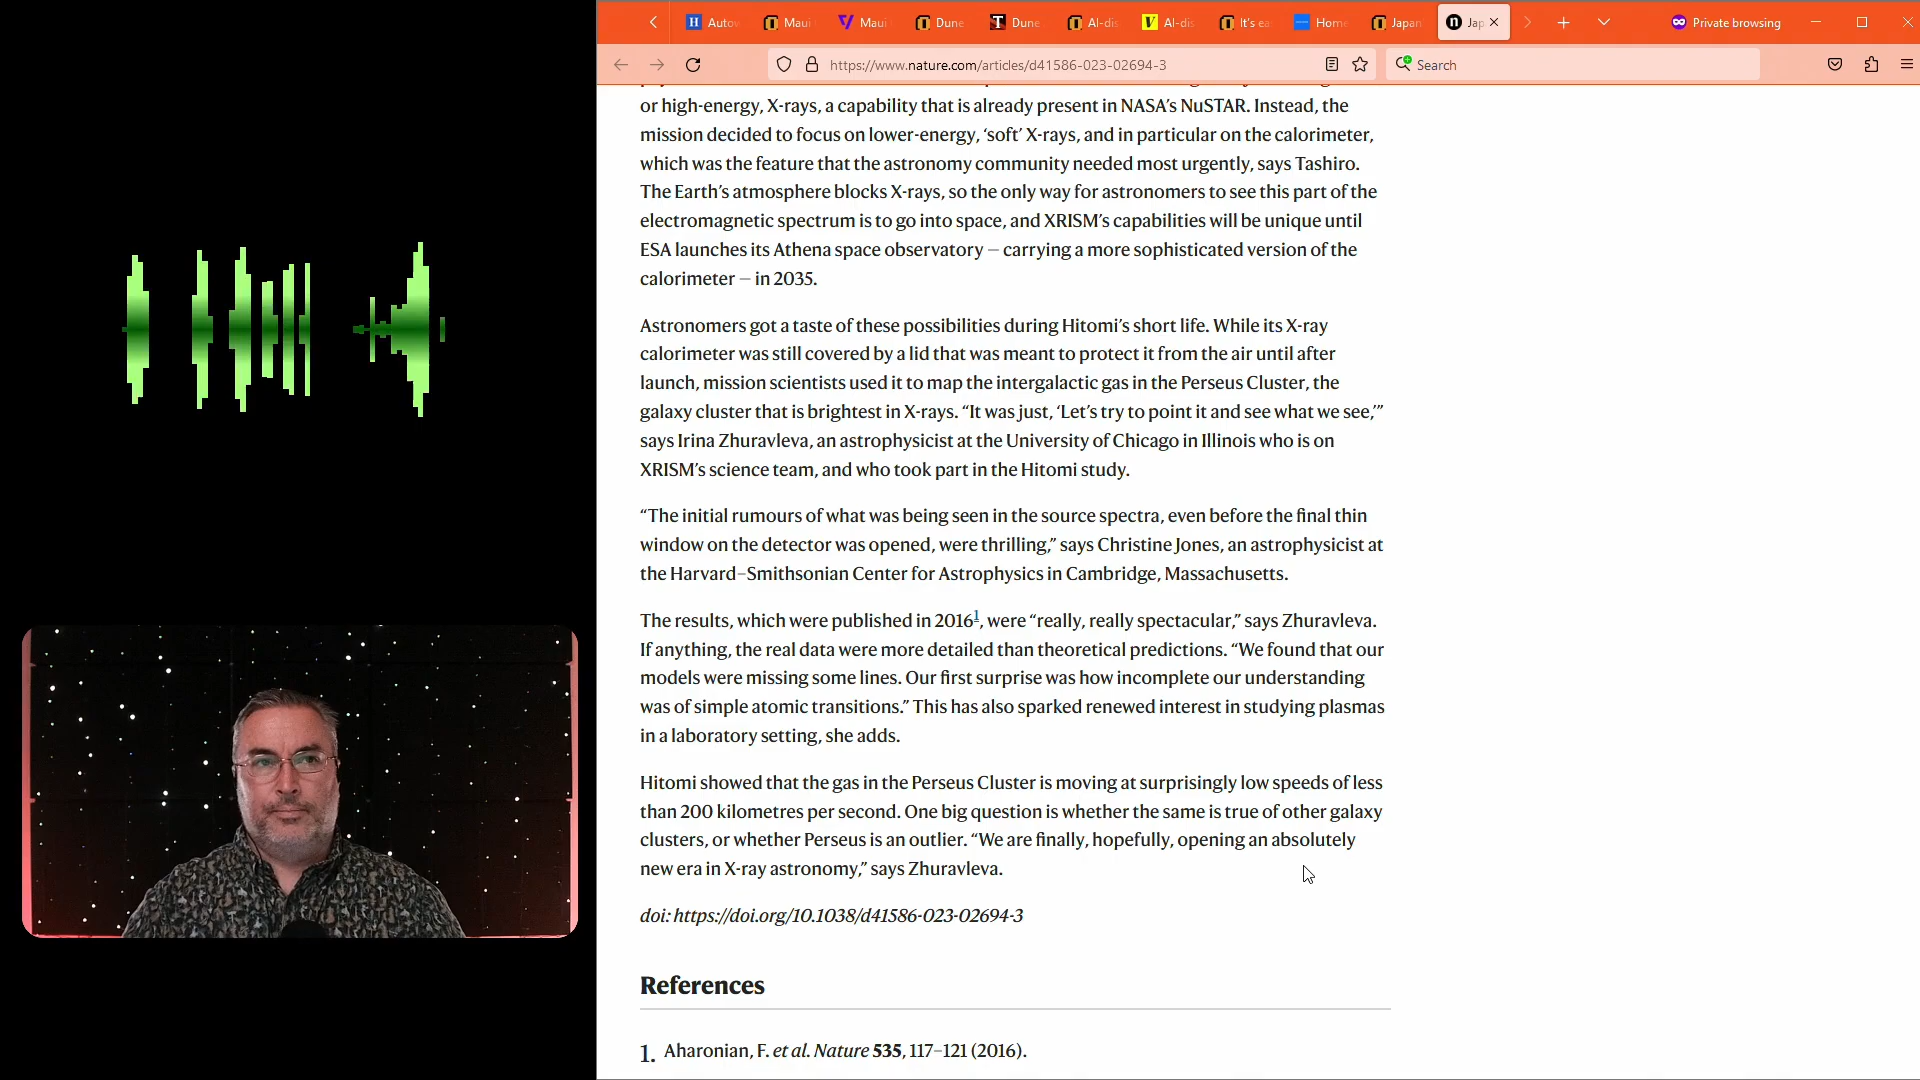 Autov
Maui
Maui
Dune
Dune
AI-dis
AI-dis
It's ea
Home
Japan
Jap
Private browsing
https://www.nature.com/articles/d41586-023-02694-3
Search
or high-energy, X-rays, a capability that is already present in NASA’s NuSTAR. Instead, the
mission decided to focus on lower-energy, ‘soft’ X-rays, and in particular on the calorimeter,
which was the feature that the astronomy community needed most urgently, says Tashiro.
The Earth’s atmosphere blocks X-rays, so the only way for astronomers to see this part of the
electromagnetic spectrum is to go into space, and XRISM’s capabilities will be unique until
ESA launches its Athena space observatory — carrying a more sophisticated version of the
calorimeter — in 2035.
Astronomers got a taste of these possibilities during Hitomi’s short life. While its X-ray
calorimeter was still covered by a lid that was meant to protect it from the air until after
launch, mission scientists used it to map the intergalactic gas in the Perseus Cluster, the
galaxy cluster that is brightest in X-rays. “It was just, ‘Let’s try to point it and see what we see,’”
says Irina Zhuravleva, an astrophysicist at the University of Chicago in Illinois who is on
XRISM’s science team, and who took part in the Hitomi study.
“The initial rumours of what was being seen in the source spectra, even before the final thin
window on the detector was opened, were thrilling,” says Christine Jones, an astrophysicist at
the Harvard–Smithsonian Center for Astrophysics in Cambridge, Massachusetts.
The results, which were published in 2016¹, were “really, really spectacular,” says Zhuravleva.
If anything, the real data were more detailed than theoretical predictions. “We found that our
models were missing some lines. Our first surprise was how incomplete our understanding
was of simple atomic transitions.” This has also sparked renewed interest in studying plasmas
in a laboratory setting, she adds.
Hitomi showed that the gas in the Perseus Cluster is moving at surprisingly low speeds of less
than 200 kilometres per second. One big question is whether the same is true of other galaxy
clusters, or whether Perseus is an outlier. “We are finally, hopefully, opening an absolutely
new era in X-ray astronomy,” says Zhuravleva.
doi: https://doi.org/10.1038/d41586-023-02694-3
References
1. Aharonian, F. et al. Nature 535, 117–121 (2016).